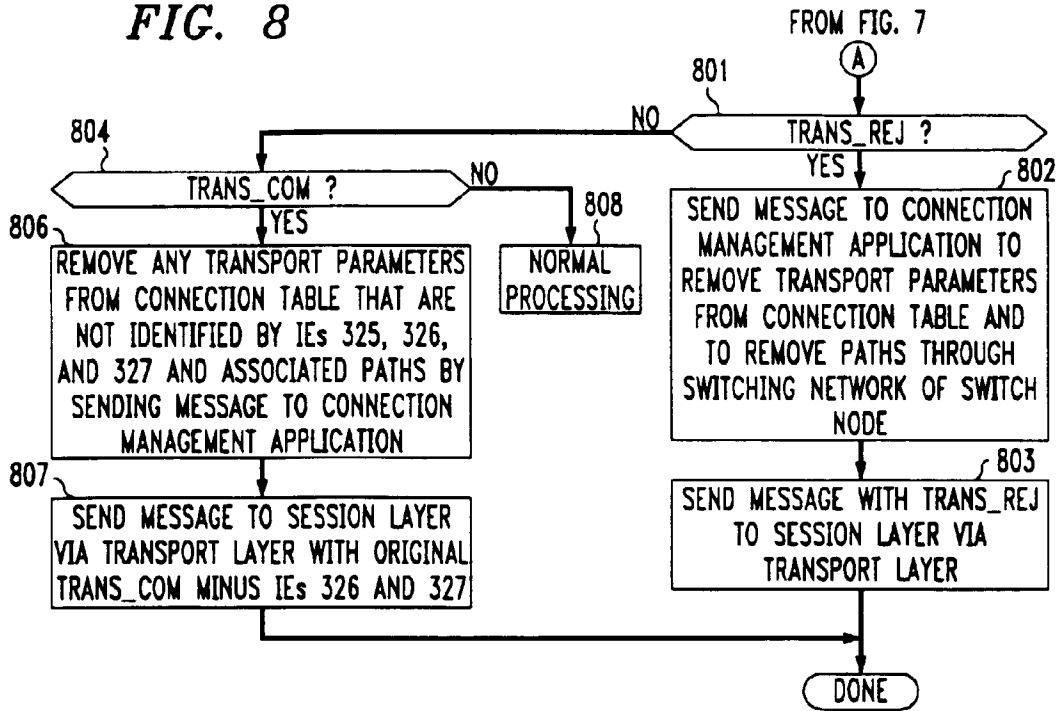 FIG. 8
FROM FIG. 7
A
801
TRANS_REJ ?
NO
YES
802
SEND MESSAGE TO CONNECTION
MANAGEMENT APPLICATION TO
REMOVE TRANSPORT PARAMETERS
FROM CONNECTION TABLE AND
TO REMOVE PATHS THROUGH
SWITCHING NETWORK OF SWITCH
NODE
803
SEND MESSAGE WITH TRANS_REJ
TO SESSION LAYER VIA
TRANSPORT LAYER
804
TRANS_COM ?
NO
YES
808
NORMAL
PROCESSING
806
REMOVE ANY TRANSPORT PARAMETERS
FROM CONNECTION TABLE THAT ARE
NOT IDENTIFIED BY IEs 325, 326,
AND 327 AND ASSOCIATED PATHS BY
SENDING MESSAGE TO CONNECTION
MANAGEMENT APPLICATION
807
SEND MESSAGE TO SESSION LAYER
VIA TRANSPORT LAYER WITH ORIGINAL
TRANS_COM MINUS IEs 326 AND 327
DONE